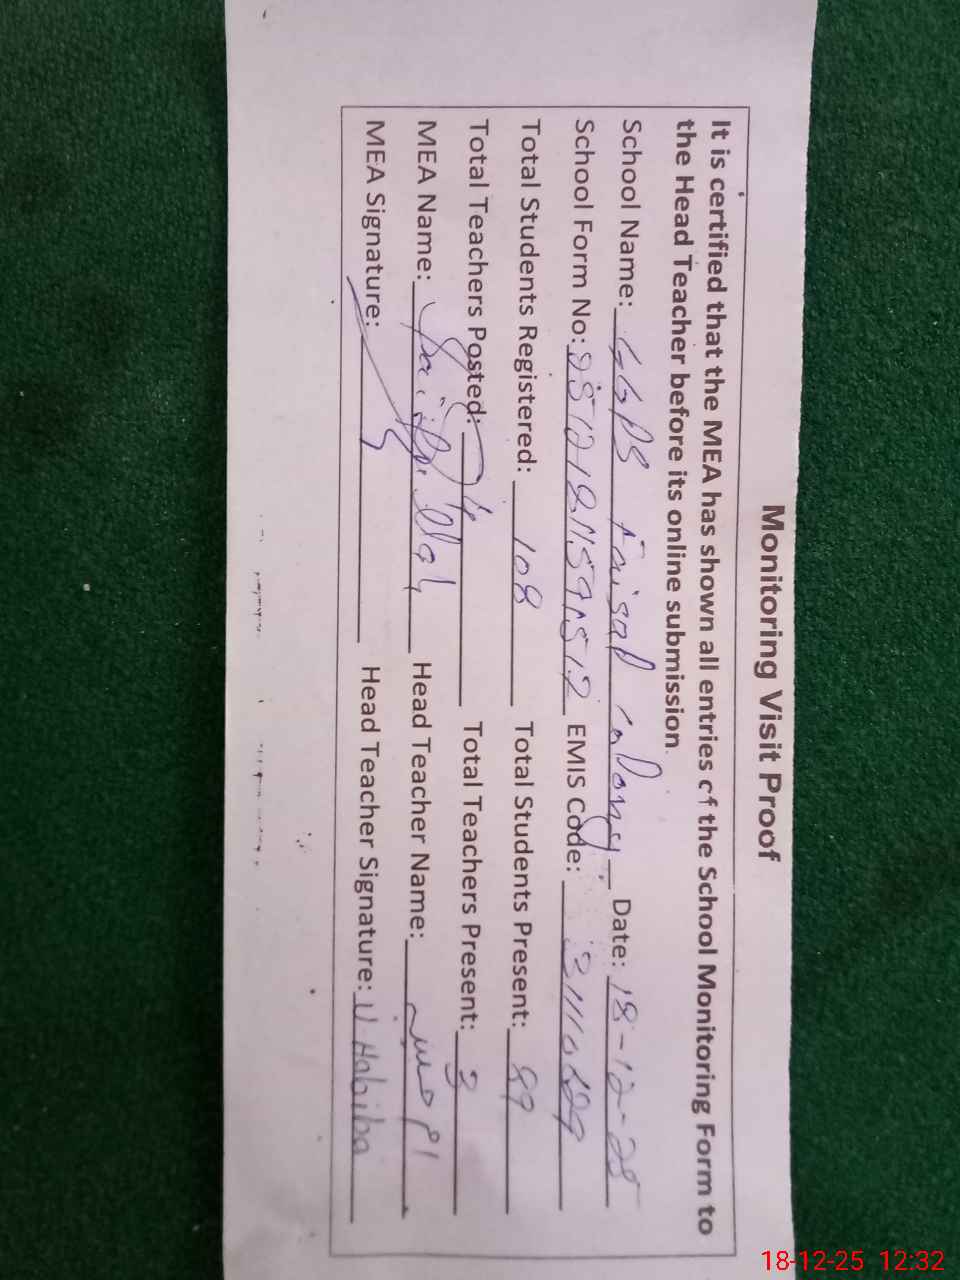 Monitoring Visit Proof
It is certified that the MEA has shown all entries of the School Monitoring Form to
the Head Teacher before its online submission.
School Name: GGPS Faisal colony Date: 18-12-25
School Form No: EMIS code:
Total Students Registered: 108 Total Students Present: 89
Total Teachers Posted: Total Teachers Present: 3
MEA Name: Head Teacher Name:
MEA Signature: Head Teacher Signature: U-Habiba
18-12-25 12:32